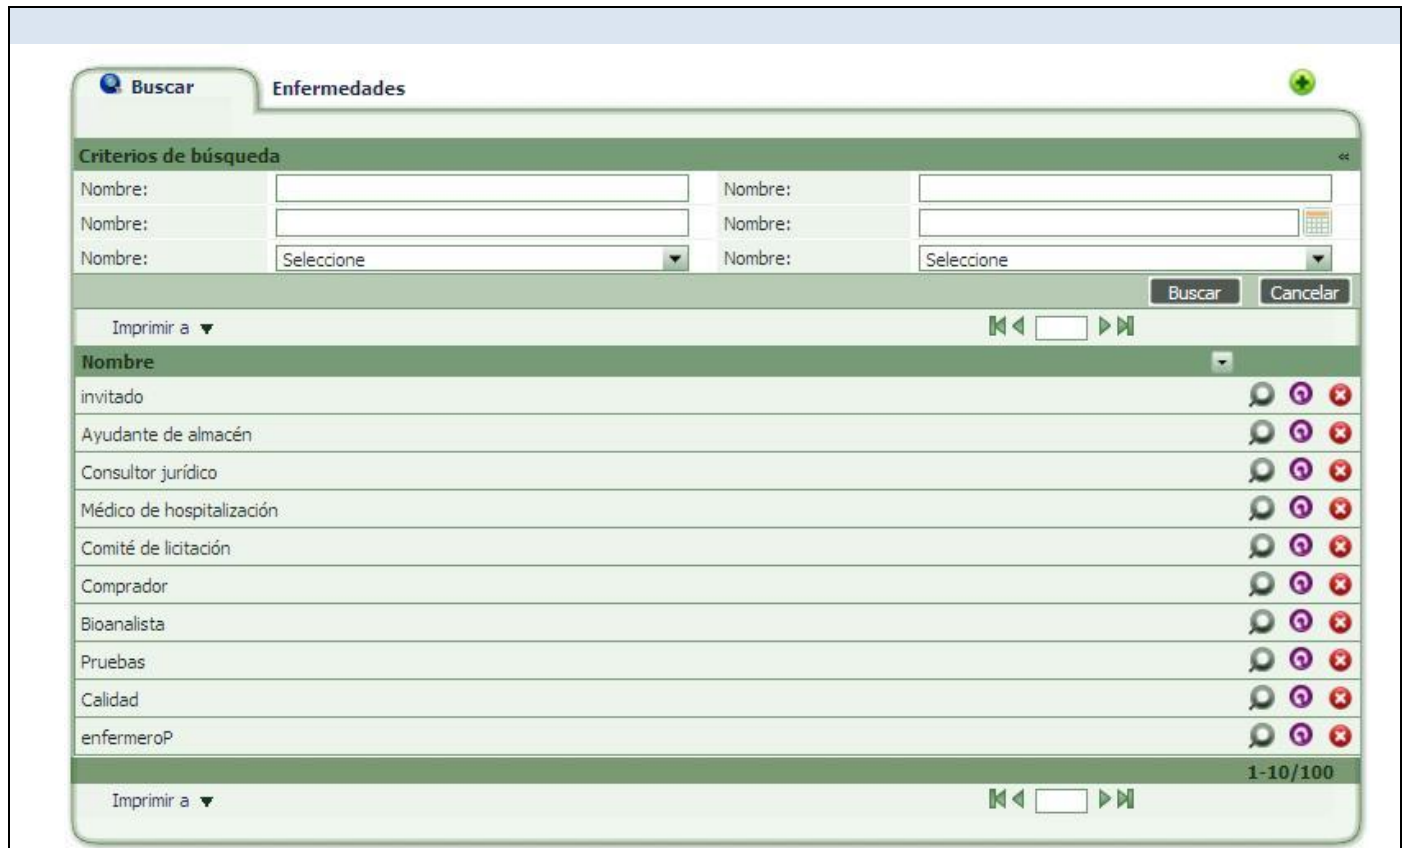 Buscar Enfermedades
Criterios de búsqueda «
Nombre: Nombre:
Nombre: Nombre:
Nombre: Seleccione Nombre: Seleccione
Buscar Cancelar
Imprimir a
Nombre
invitado
Ayudante de almacén
Consultor jurídico
Médico de hospitalización
Comité de licitación
Comprador
Bioanalista
Pruebas
Calidad
enfermeroP
1-10/100
Imprimir a